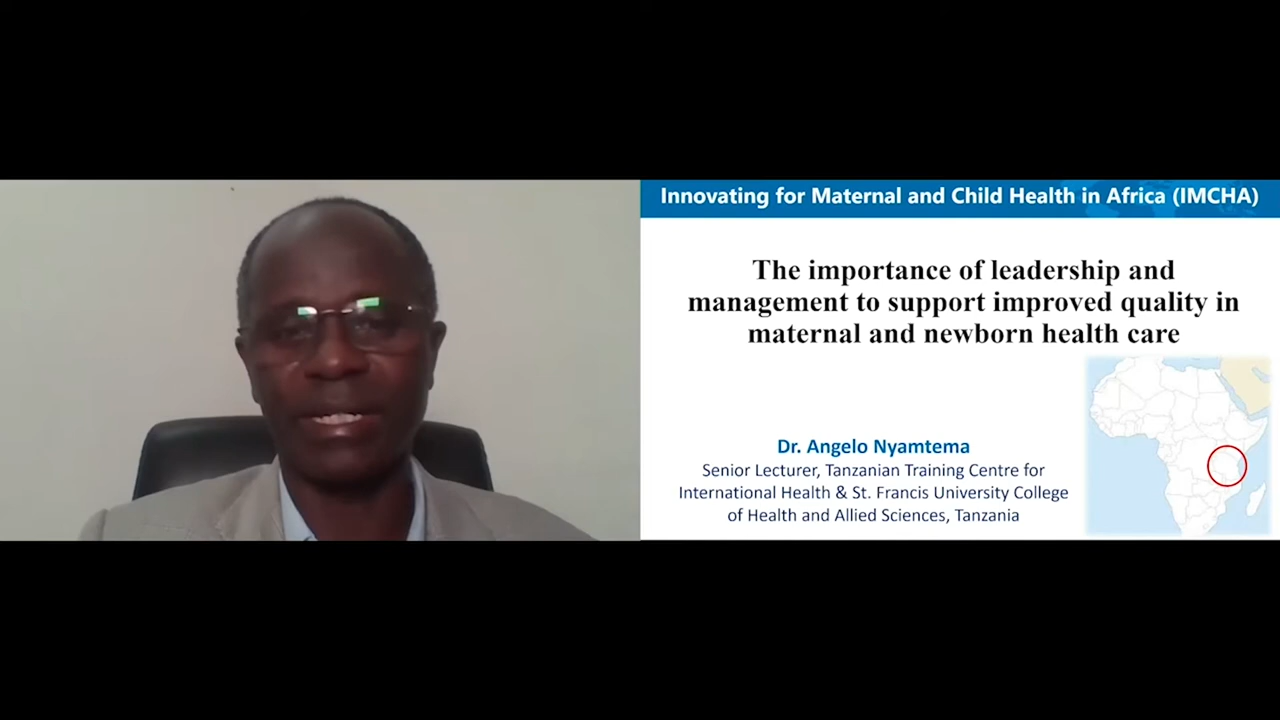 Innovating for Maternal and Child Health in Africa (IMCHA)
The importance of leadership and
management to support improved quality in
maternal and newborn health care
Dr. Angelo Nyamtema
Senior Lecturer, Tanzanian Training Centre for
International Health & St. Francis University College
of Health and Allied Sciences, Tanzania